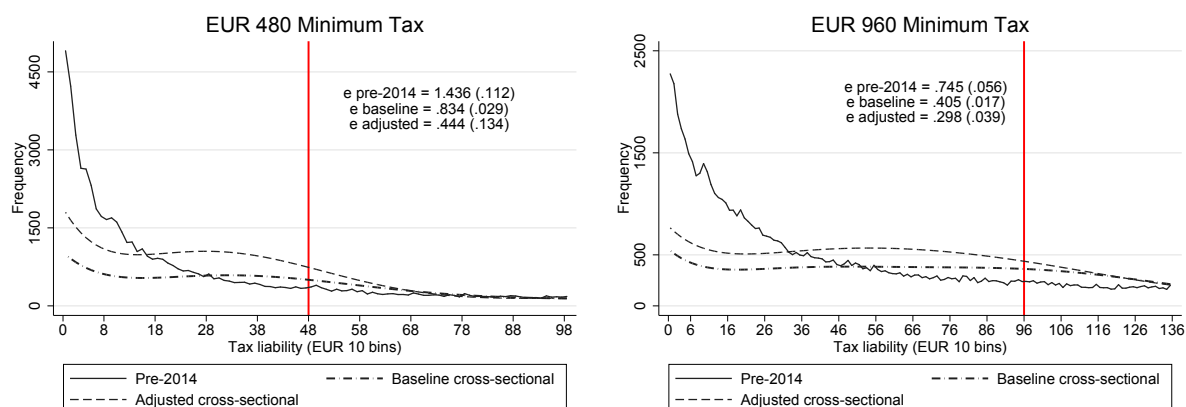 EUR 480 Minimum Tax
e pre-2014 = 1.436 (.112)
e baseline = .834 (.029)
e adjusted = .444 (.134)
Frequency
0 1500 3000 4500
0 8 18 28 38 48 58 68 78 88 98
Tax liability (EUR 10 bins)
Pre-2014
Baseline cross-sectional
Adjusted cross-sectional
EUR 960 Minimum Tax
e pre-2014 = .745 (.056)
e baseline = .405 (.017)
e adjusted = .298 (.039)
Frequency
0 500 1500 2500
0 6 16 26 36 46 56 66 76 86 96 106 116 126 136
Tax liability (EUR 10 bins)
Pre-2014
Baseline cross-sectional
Adjusted cross-sectional